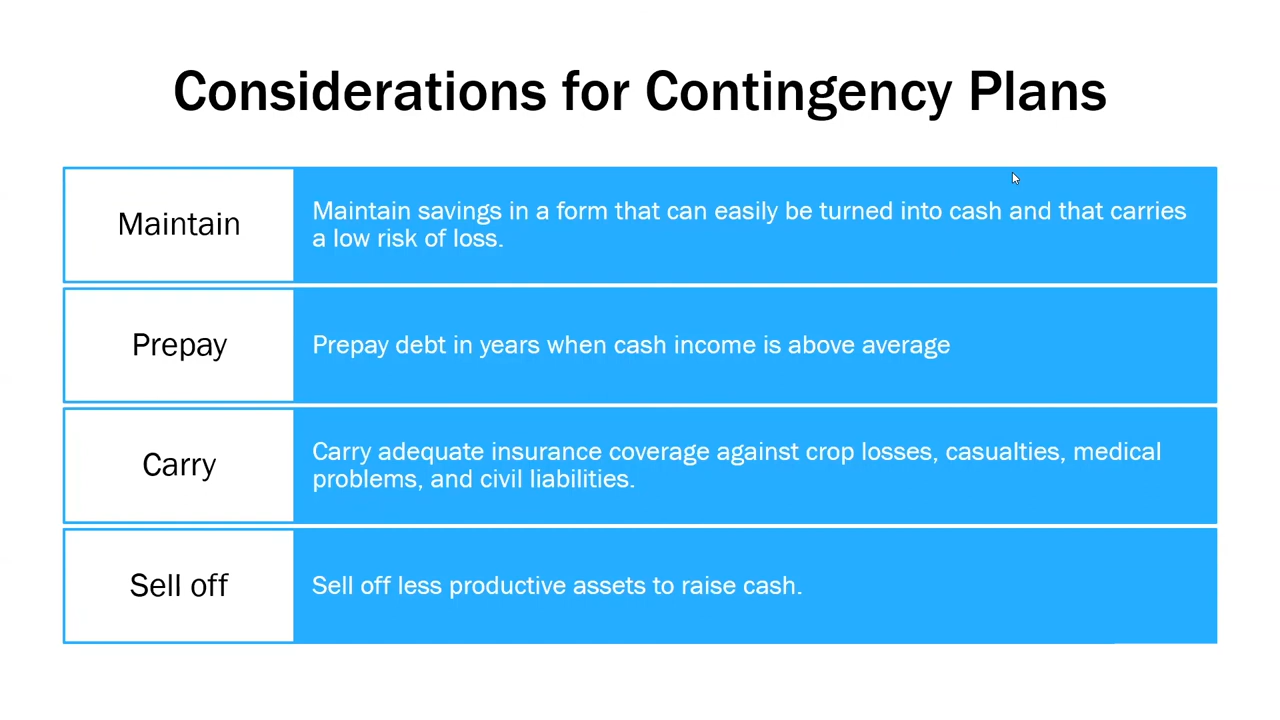 Considerations for Contingency Plans
Maintain
Maintain savings in a form that can easily be turned into cash and that carries
a low risk of loss.
Prepay
Prepay debt in years when cash income is above average
Carry
Carry adequate insurance coverage against crop losses, casualties, medical
problems, and civil liabilities.
Sell off
Sell off less productive assets to raise cash.